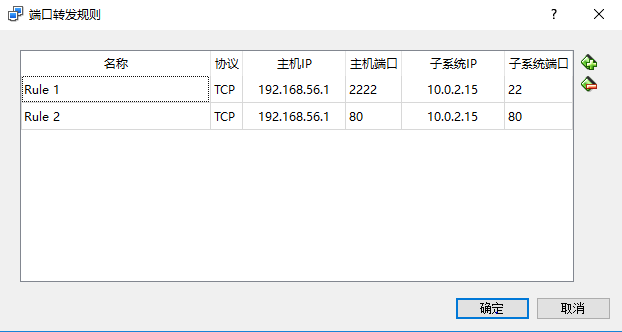 端口转发规则
名称 协议 主机IP 主机端口 子系统IP 子系统端口
Rule 1 TCP 192.168.56.1 2222 10.0.2.15 22
Rule 2 TCP 192.168.56.1 80 10.0.2.15 80
确定 取消